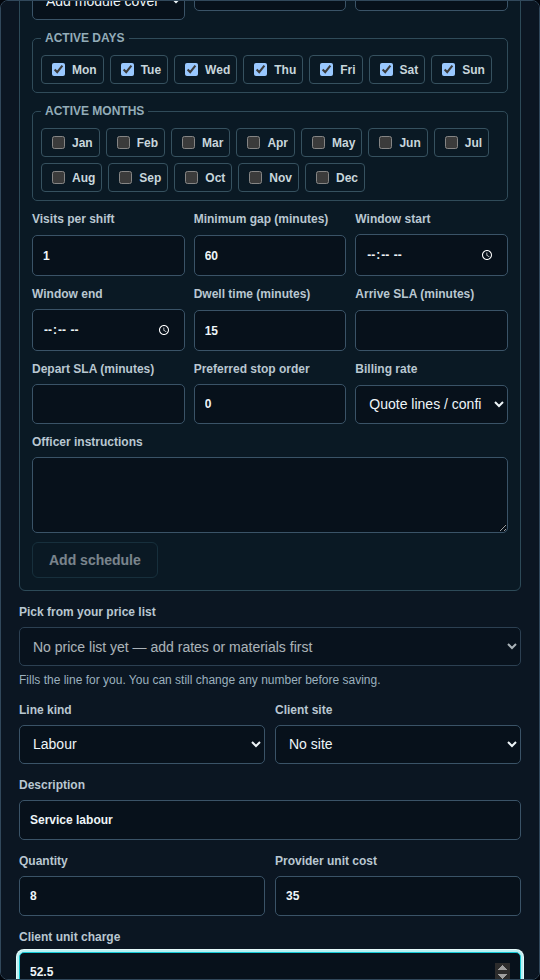 Add module cover
ACTIVE DAYS
Mon Tue Wed Thu Fri Sat Sun
ACTIVE MONTHS
Jan Feb Mar Apr May Jun Jul
Aug Sep Oct Nov Dec
Visits per shift Minimum gap (minutes) Window start
1 60 --:-- --
Window end Dwell time (minutes) Arrive SLA (minutes)
--:-- -- 15
Depart SLA (minutes) Preferred stop order Billing rate
0 Quote lines / confi
Officer instructions
Add schedule
Pick from your price list
No price list yet — add rates or materials first
Fills the line for you. You can still change any number before saving.
Line kind Client site
Labour No site
Description
Service labour
Quantity Provider unit cost
8 35
Client unit charge
52.5